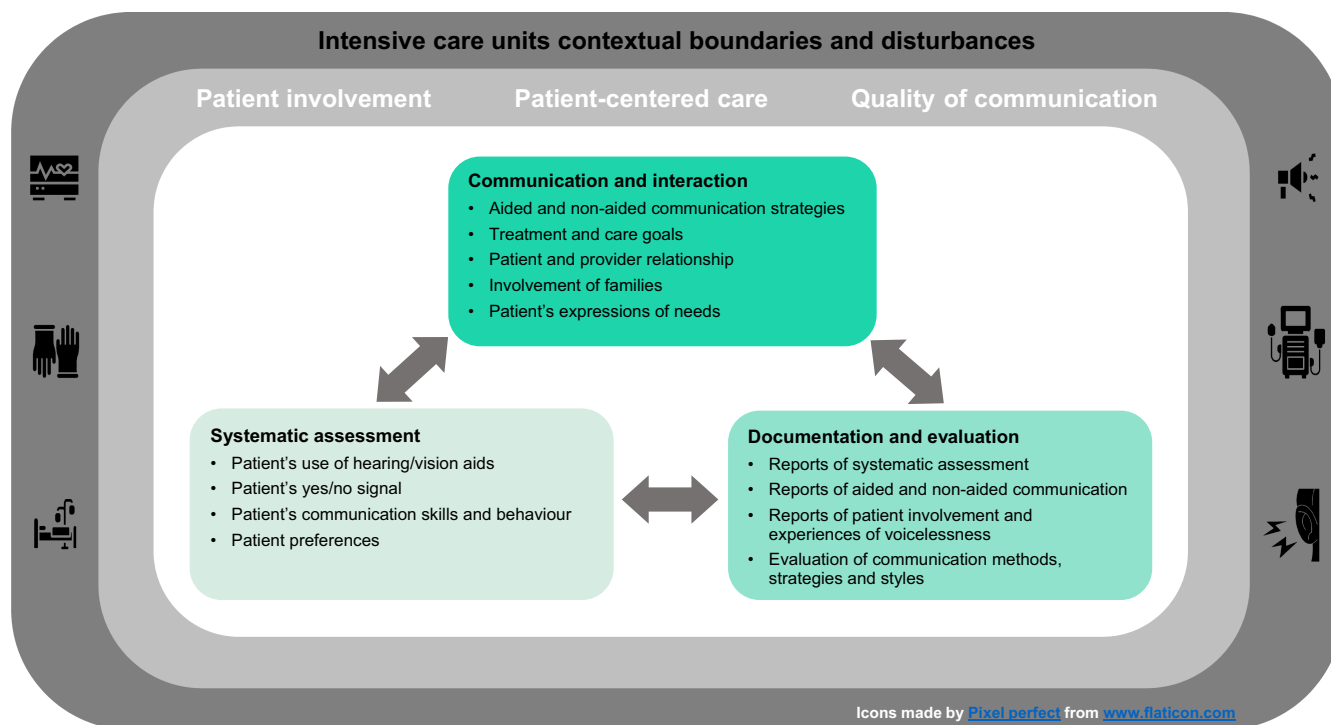 Intensive care units contextual boundaries and disturbances
Patient involvement Patient-centered care Quality of communication
Communication and interaction
• Aided and non-aided communication strategies
• Treatment and care goals
• Patient and provider relationship
• Involvement of families
• Patient’s expressions of needs
Systematic assessment
• Patient’s use of hearing/vision aids
• Patient’s yes/no signal
• Patient’s communication skills and behaviour
• Patient preferences
Documentation and evaluation
• Reports of systematic assessment
• Reports of aided and non-aided communication
• Reports of patient involvement and
experiences of voicelessness
• Evaluation of communication methods,
strategies and styles
Icons made by Pixel perfect from www.flaticon.com